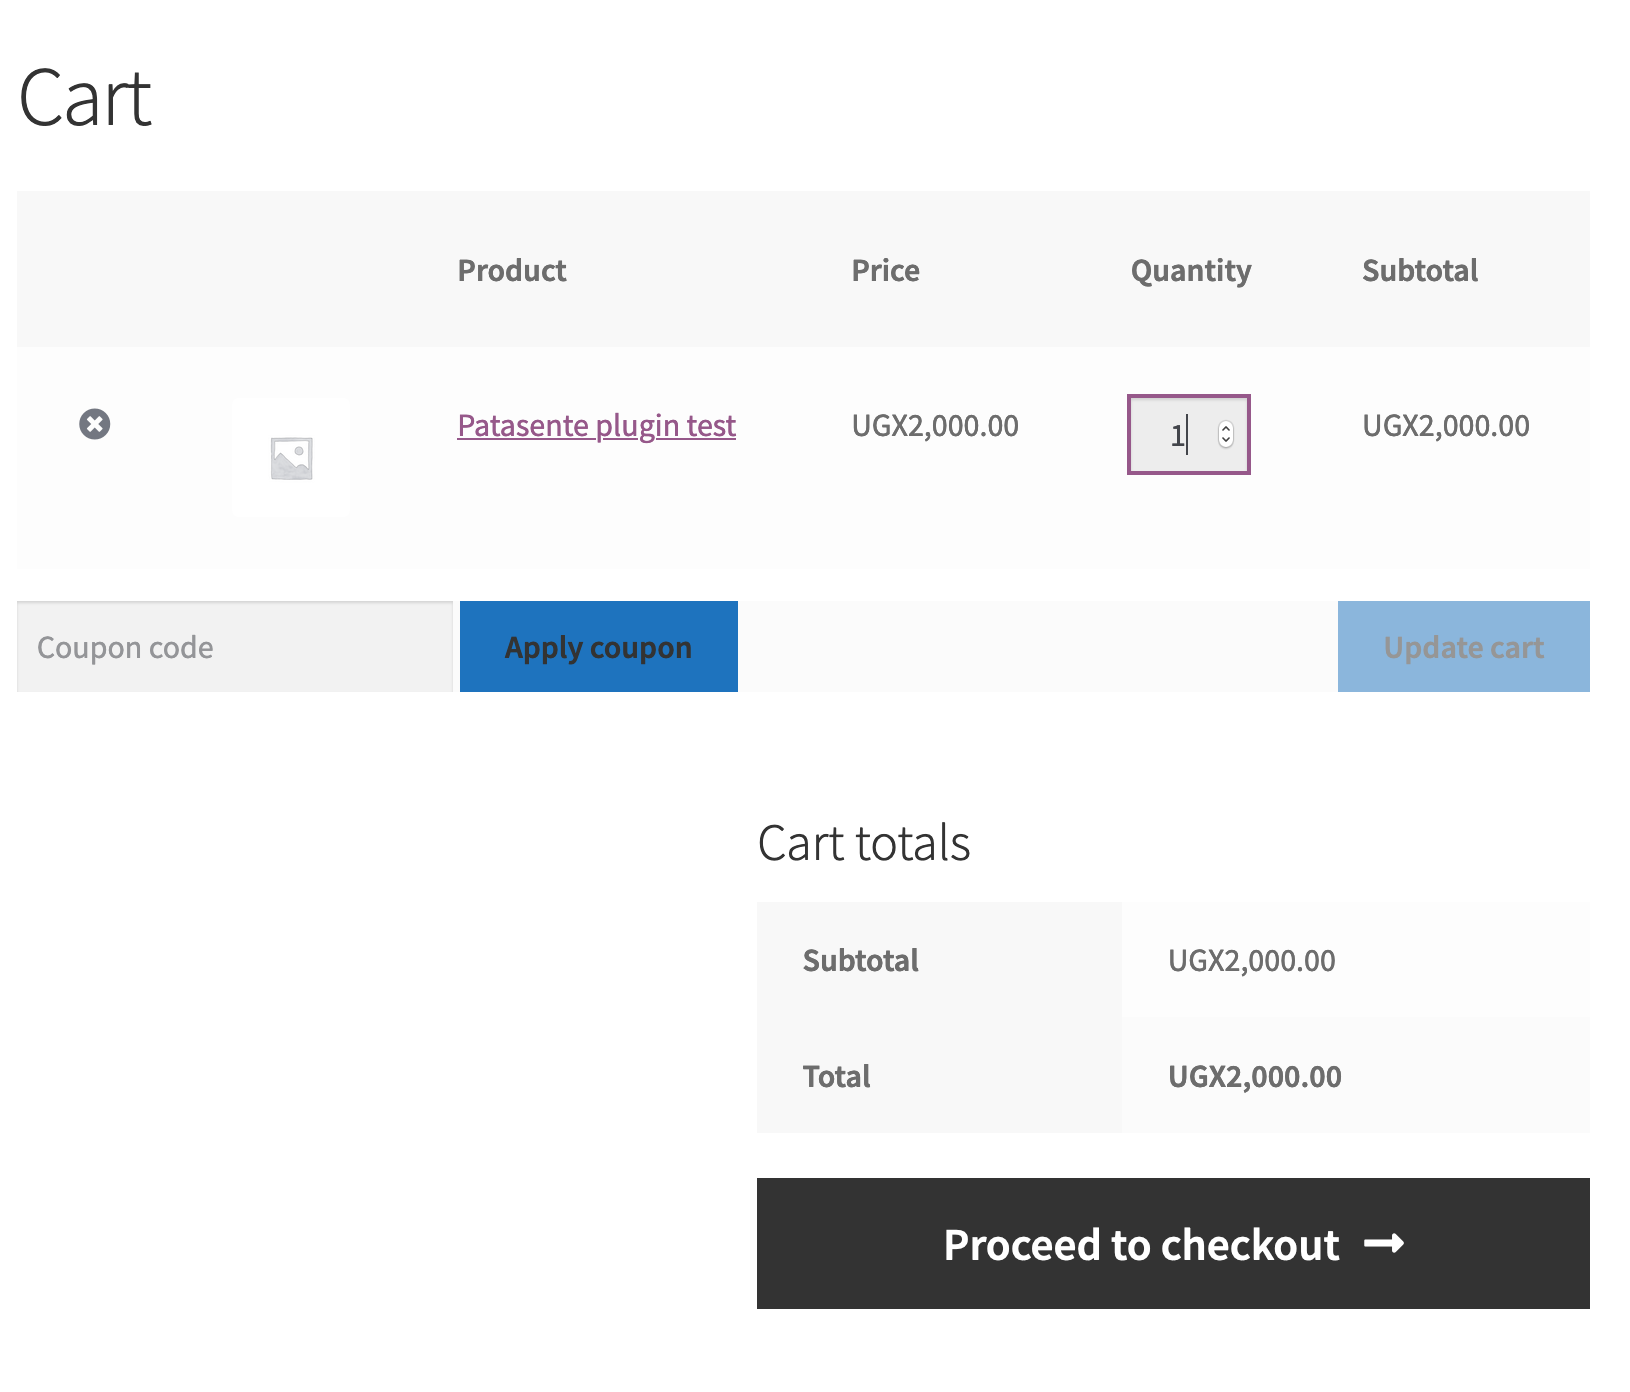 Cart
Product Price Quantity Subtotal
Patasente plugin test UGX2,000.00 1 UGX2,000.00
Coupon code Apply coupon Update cart
Cart totals
Subtotal UGX2,000.00
Total UGX2,000.00
Proceed to checkout →